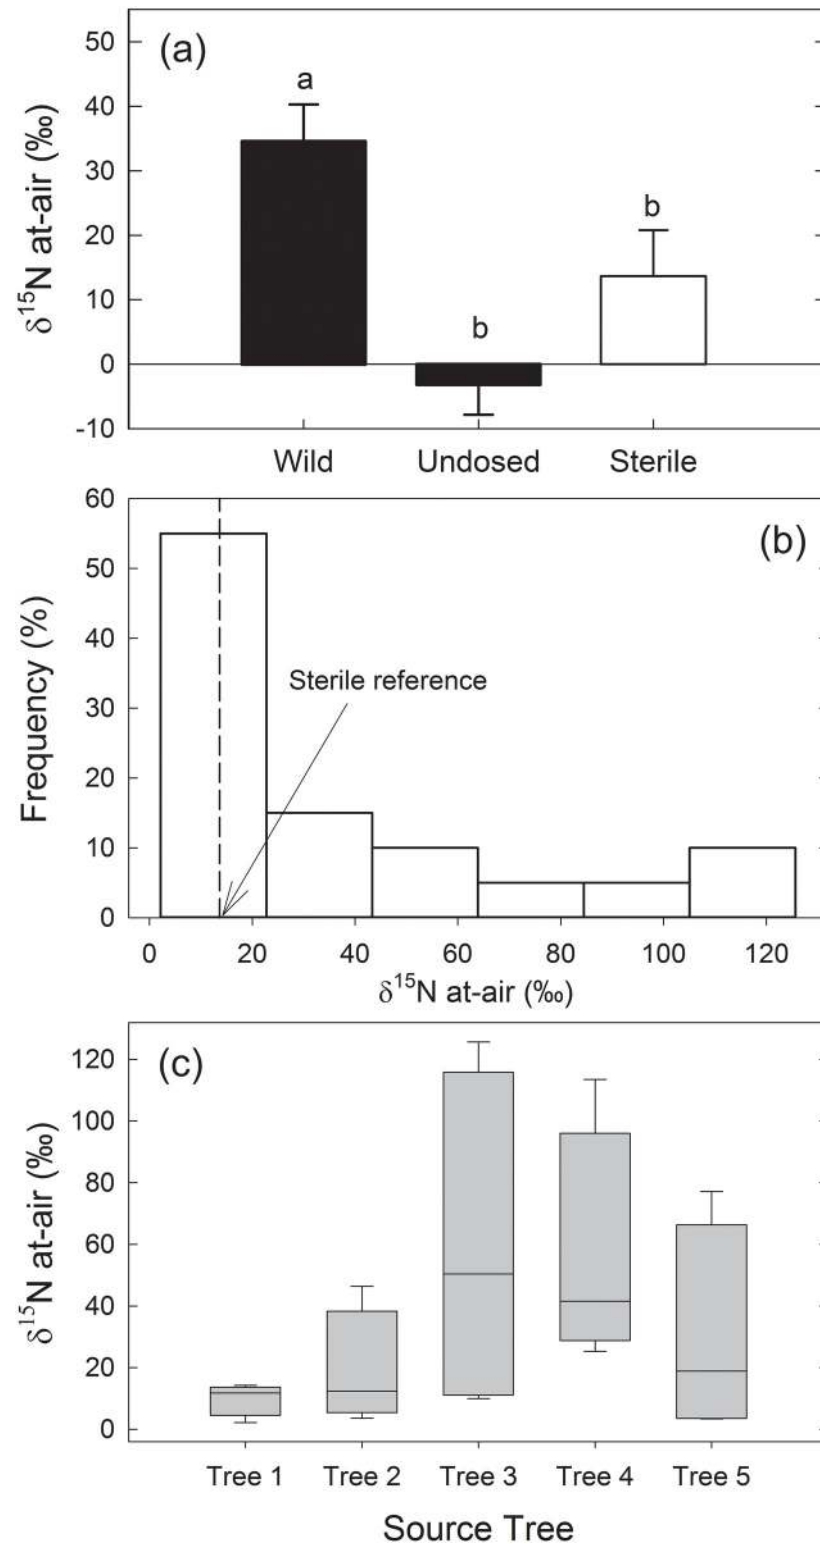 (a)
50
40
30
20
10
0
-10
δ15N at-air (‰)
a
b
b
Wild Undosed Sterile
(b)
60
50
40
30
20
10
0
Frequency (%)
Sterile reference
0 20 40 60 80 100 120
δ15N at-air (‰)
(c)
120
100
80
60
40
20
0
δ15N at-air (‰)
Tree 1 Tree 2 Tree 3 Tree 4 Tree 5
Source Tree